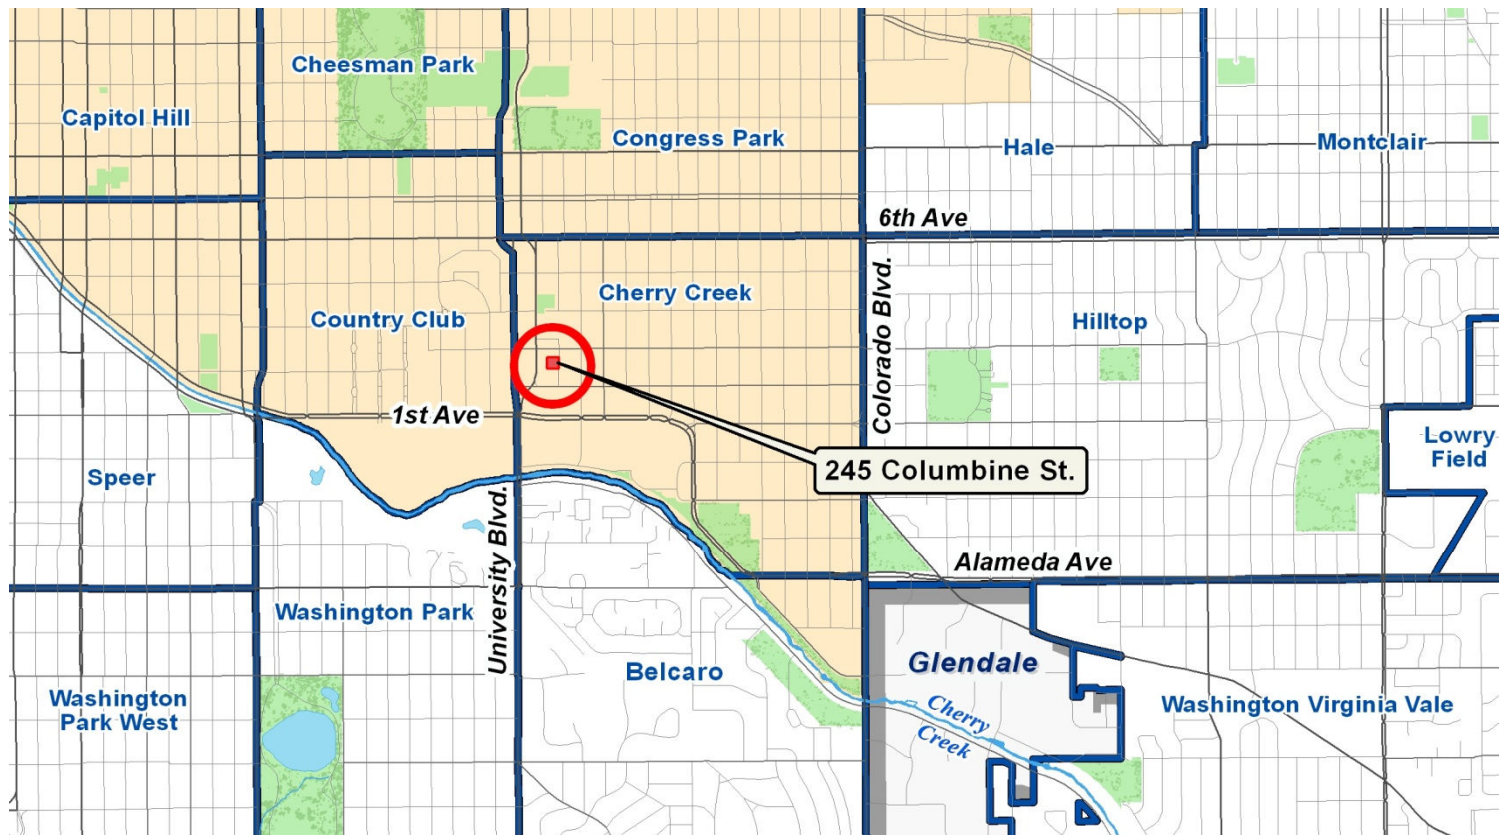 Cheesman Park
Capitol Hill
Congress Park
Hale
Montclair
6th Ave
Cherry Creek
Country Club
Hilltop
Colorado Blvd.
1st Ave
Lowry
Field
Speer
245 Columbine St.
University Blvd.
Alameda Ave
Washington Park
Belcaro
Glendale
Washington
Park West
Washington Virginia Vale
Cherry
Creek